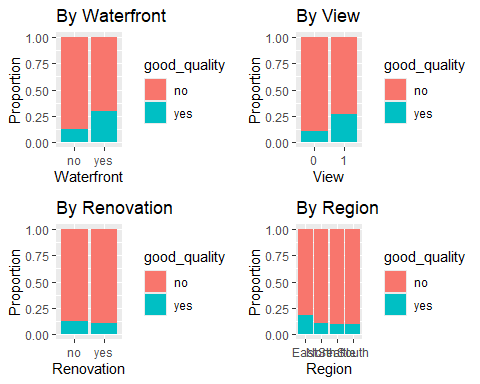 By Waterfront
1.00
0.75
0.50
0.25
0.00
Proportion
no
yes
Waterfront
good_quality
no
yes
By View
1.00
0.75
0.50
0.25
0.00
Proportion
0
1
View
good_quality
no
yes
By Renovation
1.00
0.75
0.50
0.25
0.00
Proportion
no
yes
Renovation
good_quality
no
yes
By Region
1.00
0.75
0.50
0.25
0.00
Proportion
South
Region
good_quality
no
yes